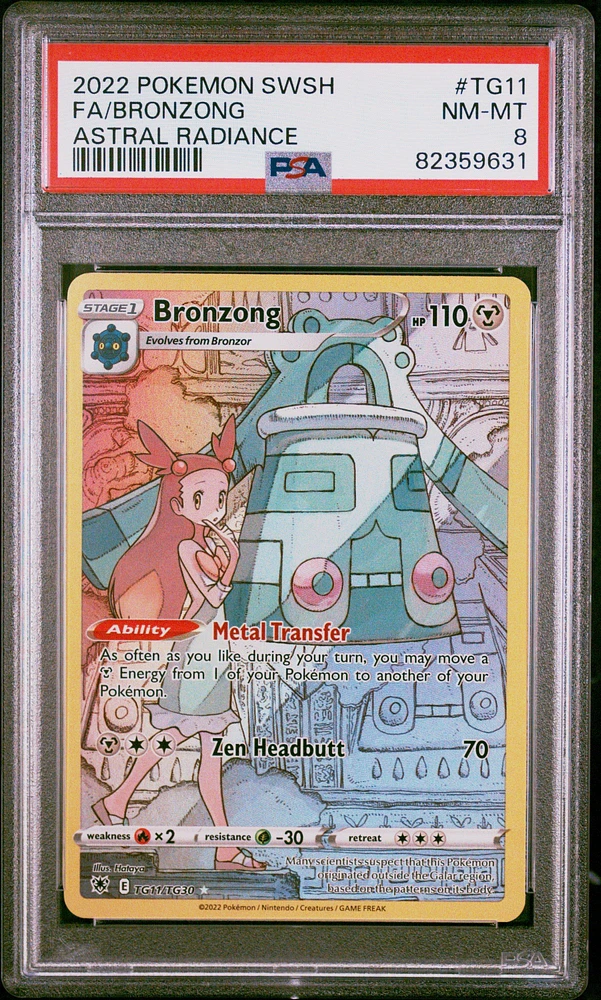 2022 POKEMON SWSH #TG11
FA/BRONZONG NM-MT
ASTRAL RADIANCE 8
PSA 82359631
STAGE 1 Bronzong HP 110
Evolves from Bronzor
Ability Metal Transfer
As often as you like during your turn, you may move a
Energy from 1 of your Pokémon to another of your
Pokémon.
Zen Headbutt 70
weakness ×2 resistance -30 retreat
Illus. Hataya
Many scientists suspect that this Pokémon
originated outside the Galar region,
based on the patterns on its body.
E TG11/TG30
©2022 Pokémon / Nintendo / Creatures / GAME FREAK
PSA